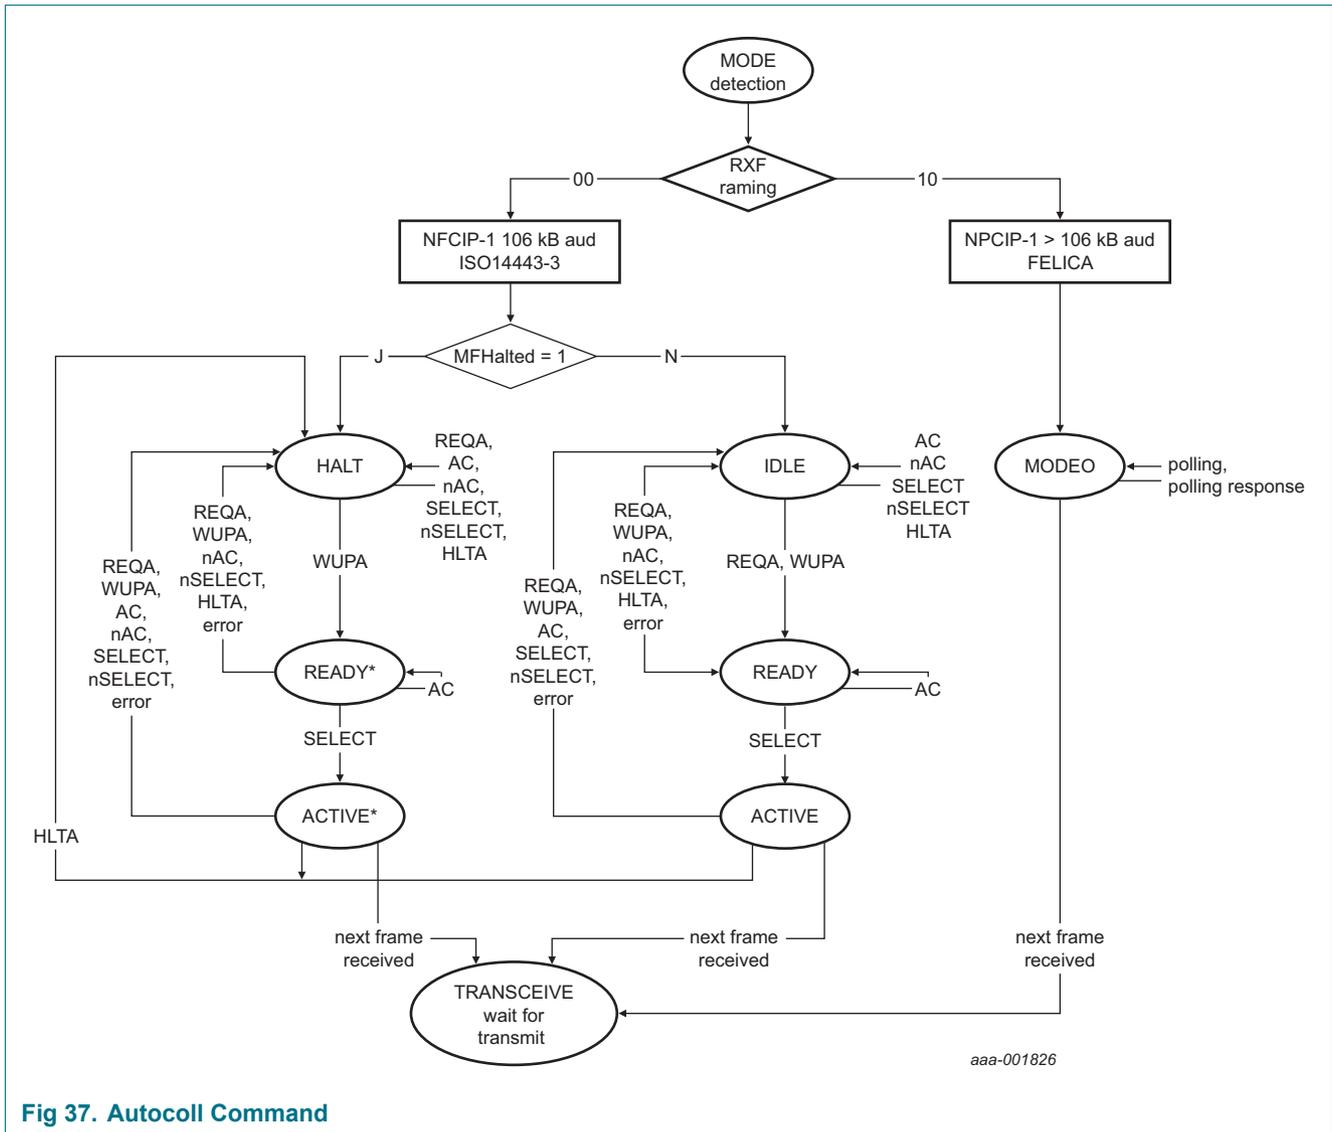 MODE
detection
RXF
raming
00
10
NFCIP-1 106 kB aud
ISO14443-3
NPCIP-1 > 106 kB aud
FELICA
J
MFHalted = 1
N
HALT
REQA,
AC,
nAC,
SELECT,
nSELECT,
HLTA
IDLE
AC
nAC
SELECT
nSELECT
HLTA
MODEO
polling,
polling response
REQA,
WUPA,
AC,
nAC,
SELECT,
nSELECT,
error
REQA,
WUPA,
nAC,
nSELECT,
HLTA,
error
WUPA
REQA,
WUPA,
AC,
SELECT,
nSELECT,
error
REQA,
WUPA,
nAC,
nSELECT,
HLTA,
error
REQA, WUPA
READY*
AC
READY
AC
SELECT
SELECT
ACTIVE*
ACTIVE
HLTA
next frame
received
next frame
received
next frame
received
TRANSCEIVE
wait for
transmit
aaa-001826
Fig 37. Autocoll Command